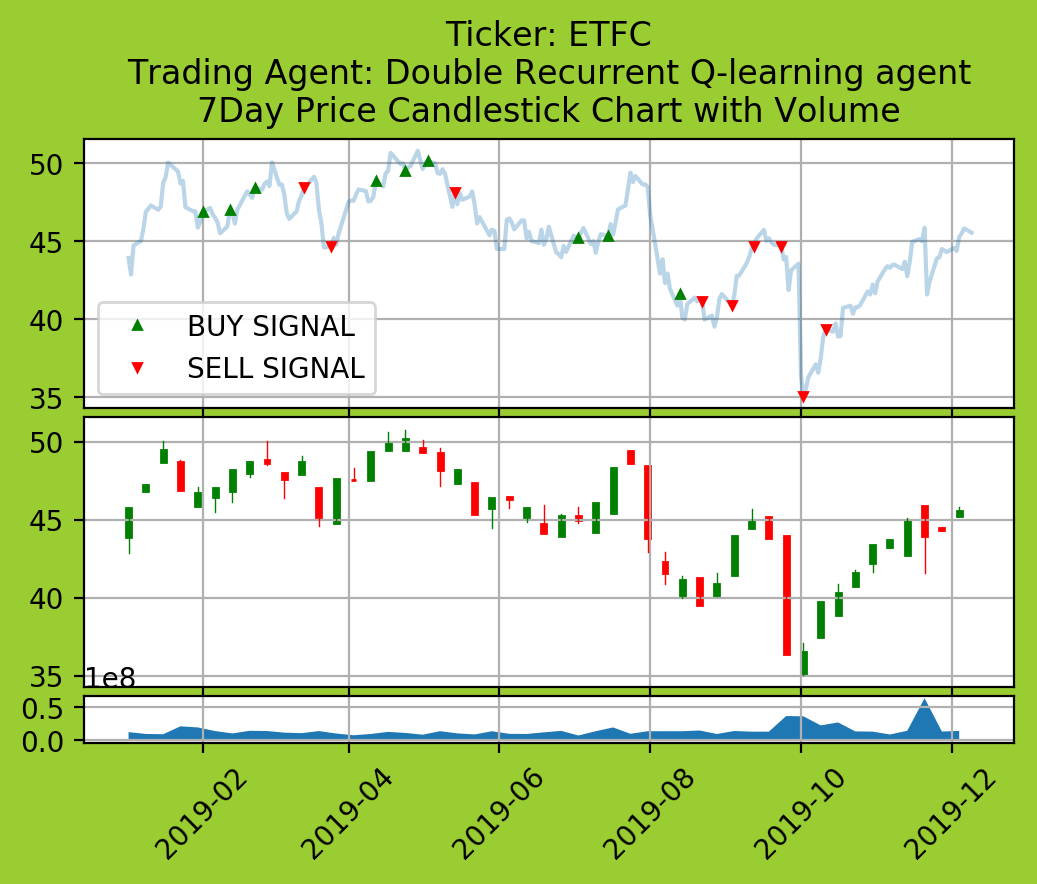 Ticker: ETFC
Trading Agent: Double Recurrent Q-learning agent
7Day Price Candlestick Chart with Volume
50
45
40
35
BUY SIGNAL
SELL SIGNAL
50
45
40
35
1e8
0.5
0.0
2019-02
2019-04
2019-06
2019-08
2019-10
2019-12